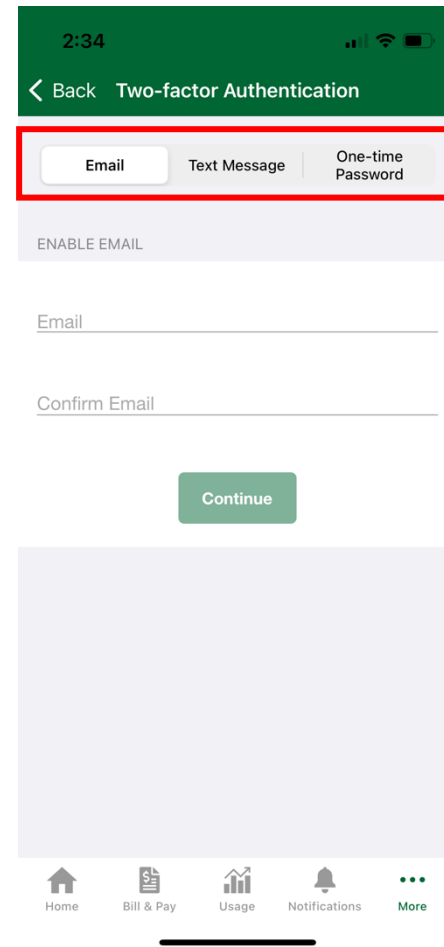 2:34
Back Two-factor Authentication
Email Text Message One-time Password
ENABLE EMAIL
Email
Confirm Email
Continue
Home Bill & Pay Usage Notifications More